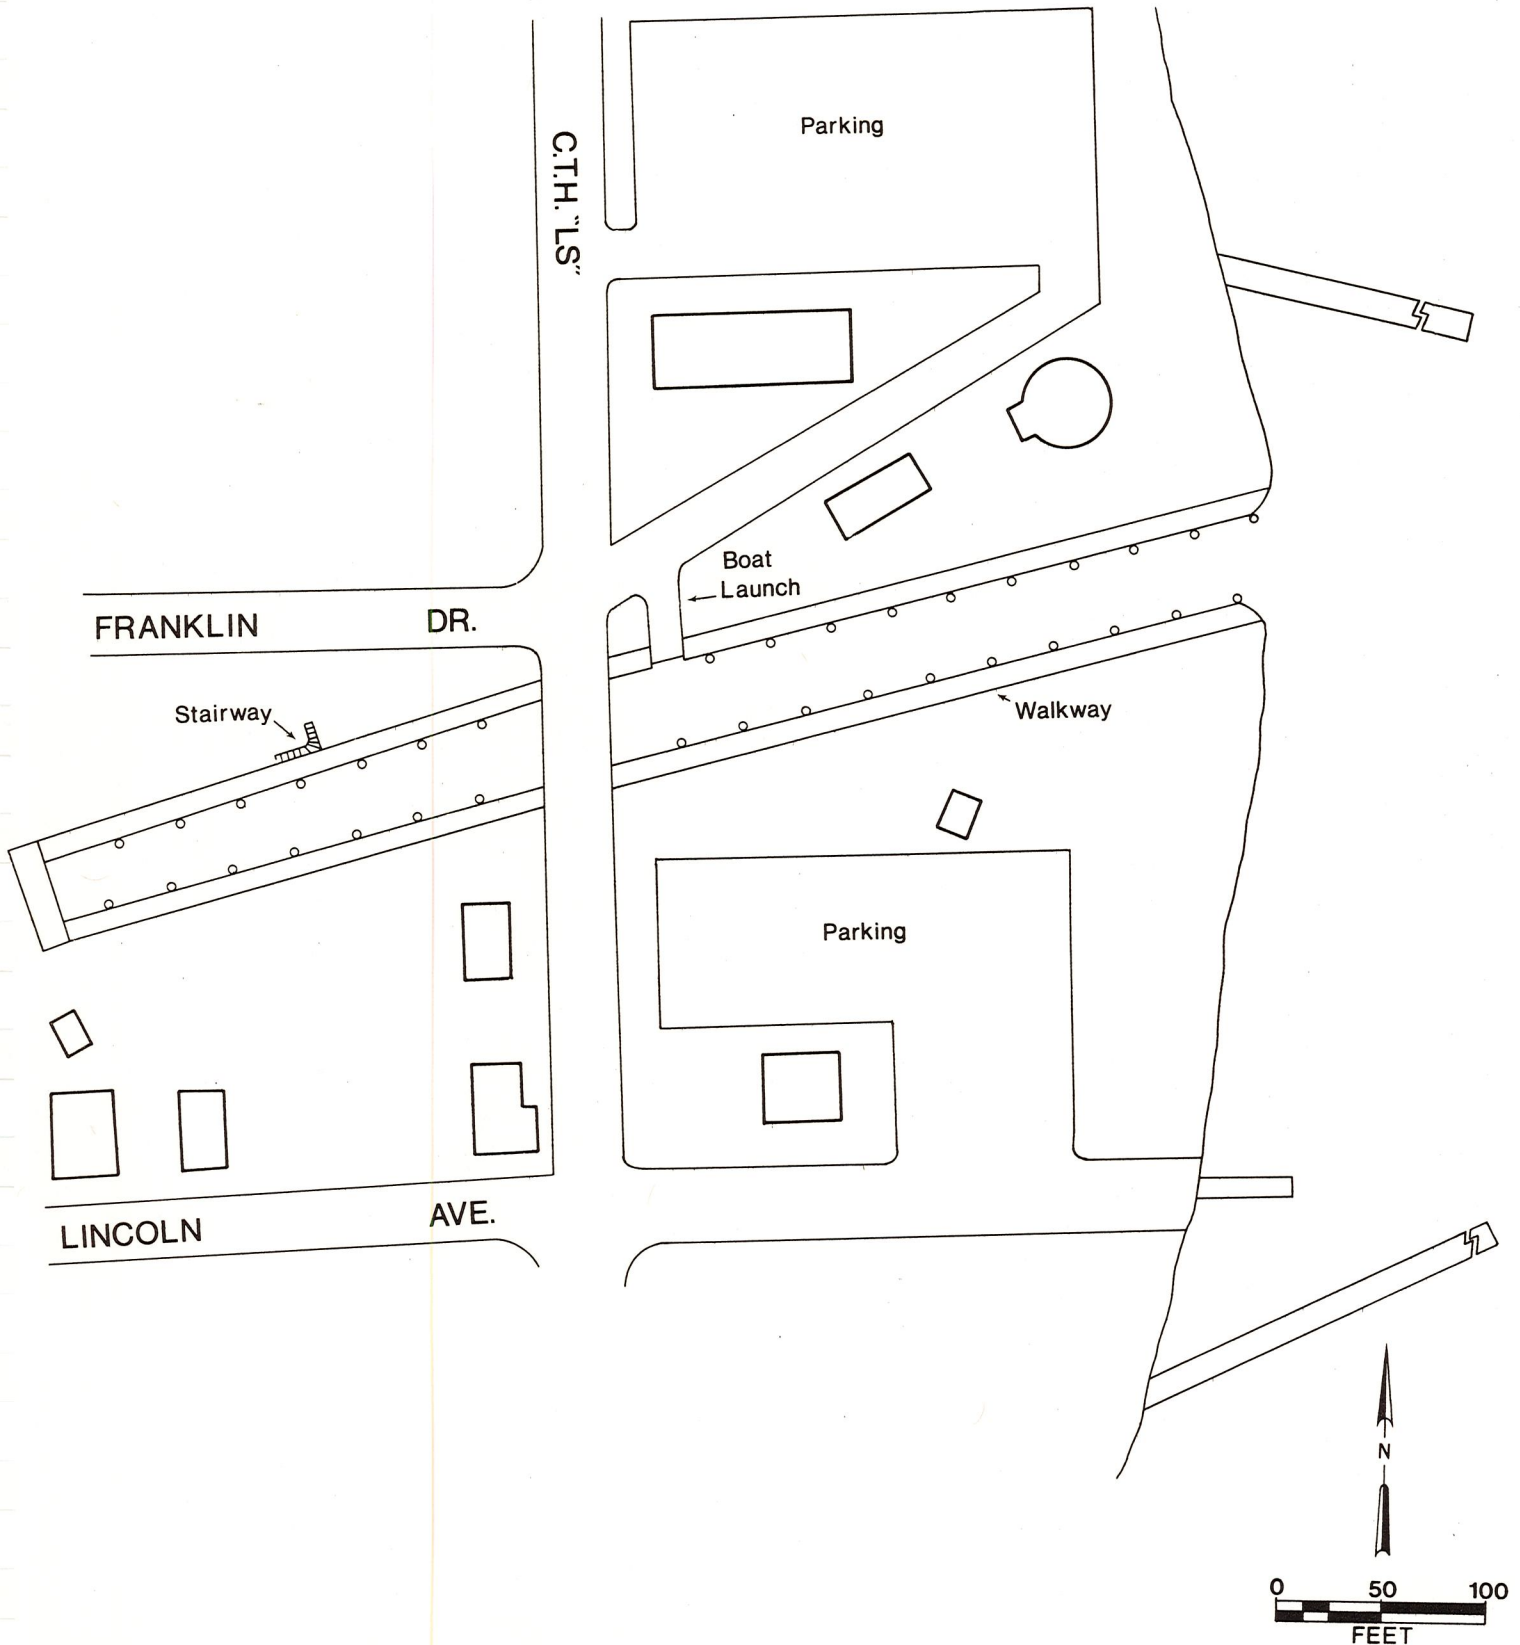 Parking
C.T.H. "LS"
Boat
Launch
FRANKLIN DR.
Stairway
Walkway
Parking
LINCOLN AVE.
N
0 50 100
FEET